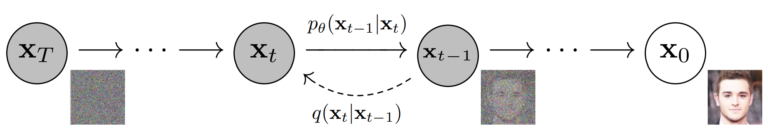 p_θ(x_{t−1}|x_t)
x_T ⟶ ⋯ ⟶ x_t ⟶ x_{t−1} ⟶ ⋯ ⟶ x_0
q(x_t|x_{t−1})